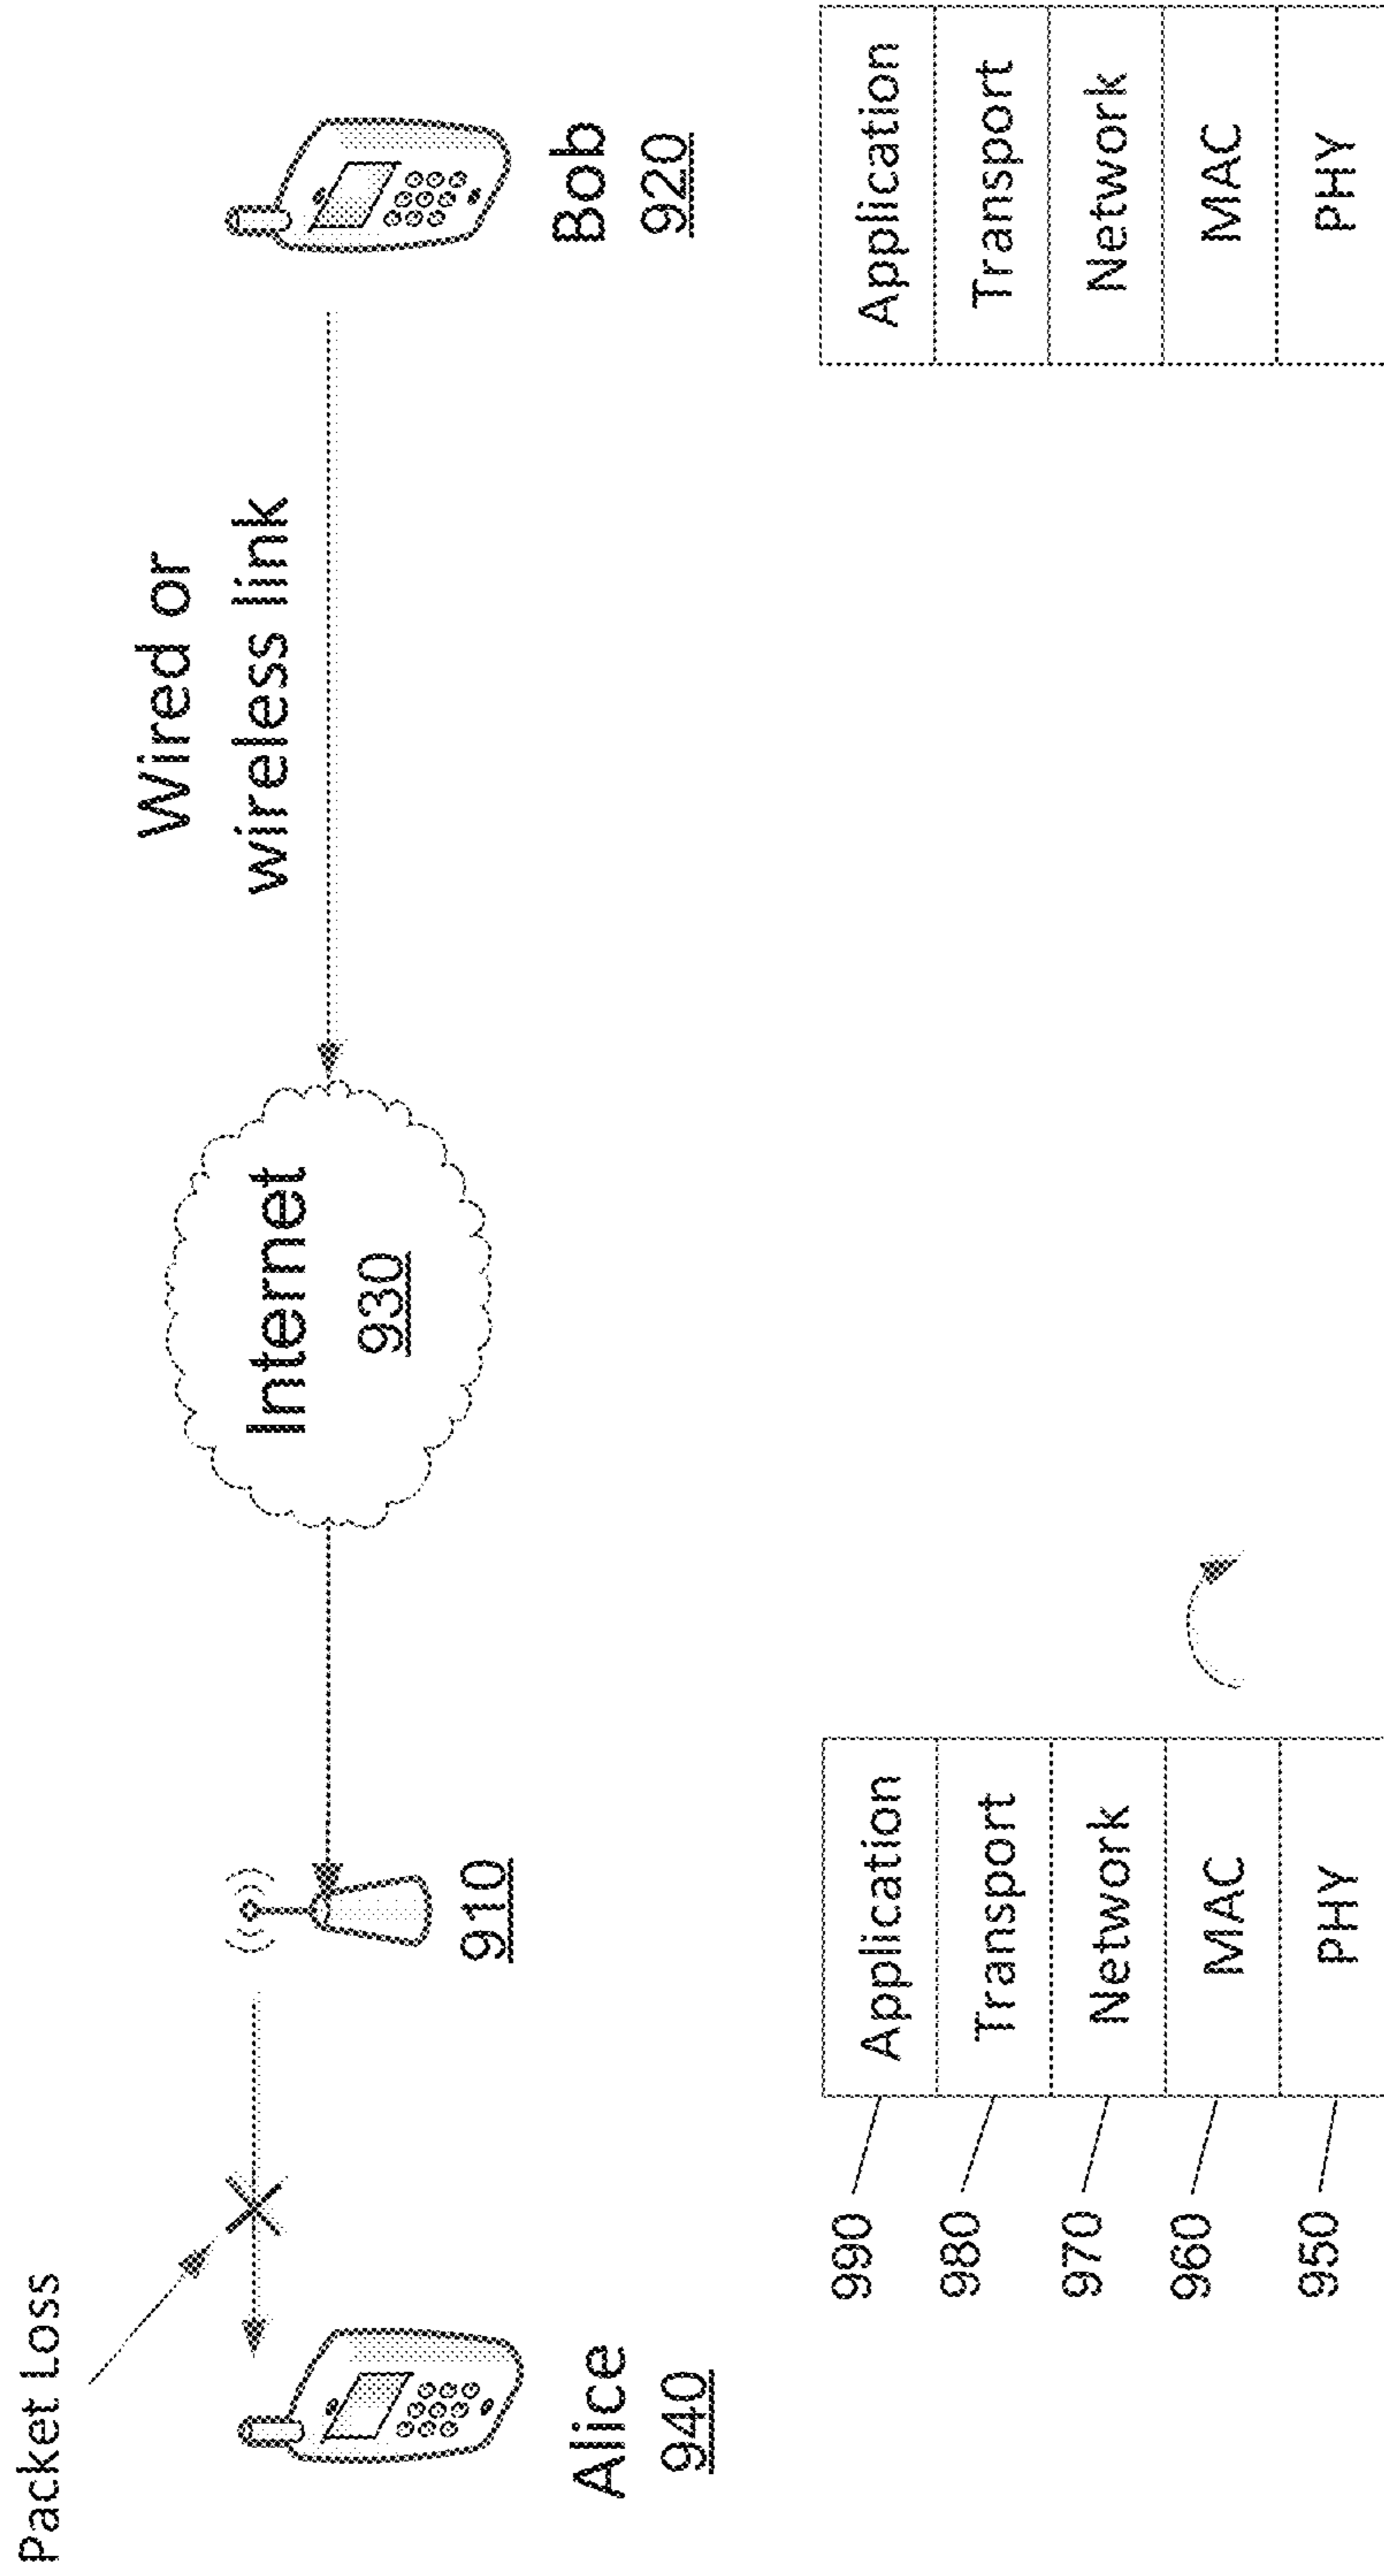 Packet Loss
Wired or
wireless link
Internet
930
910
Alice
940
Bob
920
990
Application
980
Transport
970
Network
960
MAC
950
PHY
Application
Transport
Network
MAC
PHY